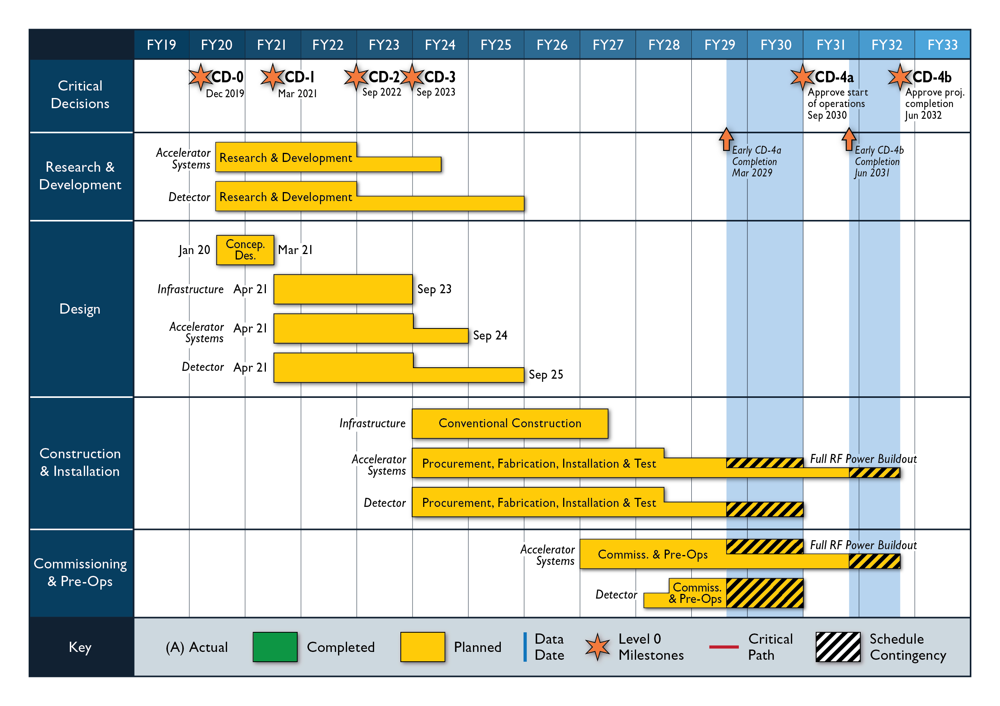 FY19 FY20 FY21 FY22 FY23 FY24 FY25 FY26 FY27 FY28 FY29 FY30 FY31 FY32 FY33
Critical
Decisions
CD-0
Dec 2019
CD-1
Mar 2021
CD-2
Sep 2022
CD-3
Sep 2023
CD-4a
Approve start
of operations
Sep 2030
CD-4b
Approve proj.
completion
Jun 2032
Research &
Development
Accelerator
Systems
Research & Development
Detector
Research & Development
Early CD-4a
Completion
Mar 2029
Early CD-4b
Completion
Jun 2031
Design
Jan 20
Concep.
Des.
Mar 21
Infrastructure Apr 21
Sep 23
Accelerator
Systems
Apr 21
Sep 24
Detector Apr 21
Sep 25
Construction
& Installation
Infrastructure
Conventional Construction
Accelerator
Systems
Procurement, Fabrication, Installation & Test
Full RF Power Buildout
Detector
Procurement, Fabrication, Installation & Test
Commissioning
& Pre-Ops
Accelerator
Systems
Commiss. & Pre-Ops
Full RF Power Buildout
Detector
Commiss.
& Pre-Ops
Key
(A) Actual
Completed
Planned
Data
Date
Level 0
Milestones
Critical
Path
Schedule
Contingency